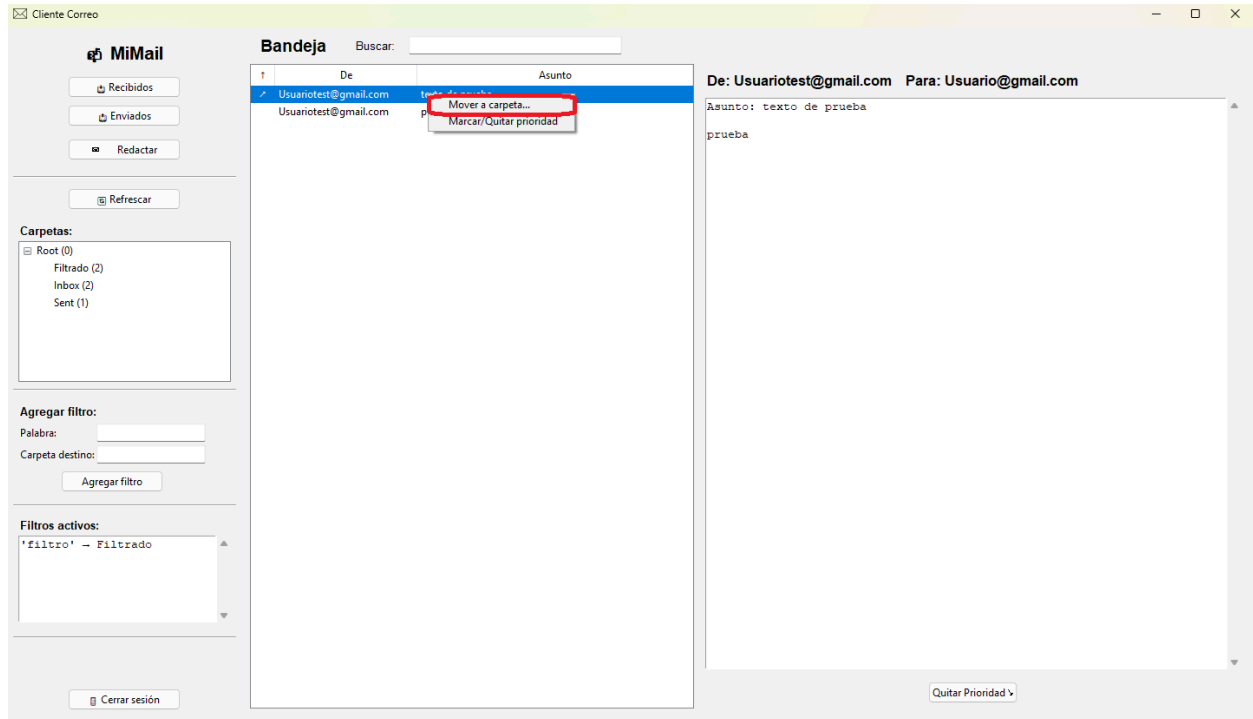 Cliente Correo
MiMail
Recibidos
Enviados
Redactar
Refrescar
Carpetas:
Root (0)
Filtrado (2)
Inbox (2)
Sent (1)
Agregar filtro:
Palabra:
Carpeta destino:
Agregar filtro
Filtros activos:
'filtro' → Filtrado
Cerrar sesión
Bandeja Buscar:
↑ De Asunto
↗ Usuariotest@gmail.com texto de prueba
Usuariotest@gmail.com
Mover a carpeta...
Marcar/Quitar prioridad
De: Usuariotest@gmail.com Para: Usuario@gmail.com
Asunto: texto de prueba
prueba
Quitar Prioridad ↘